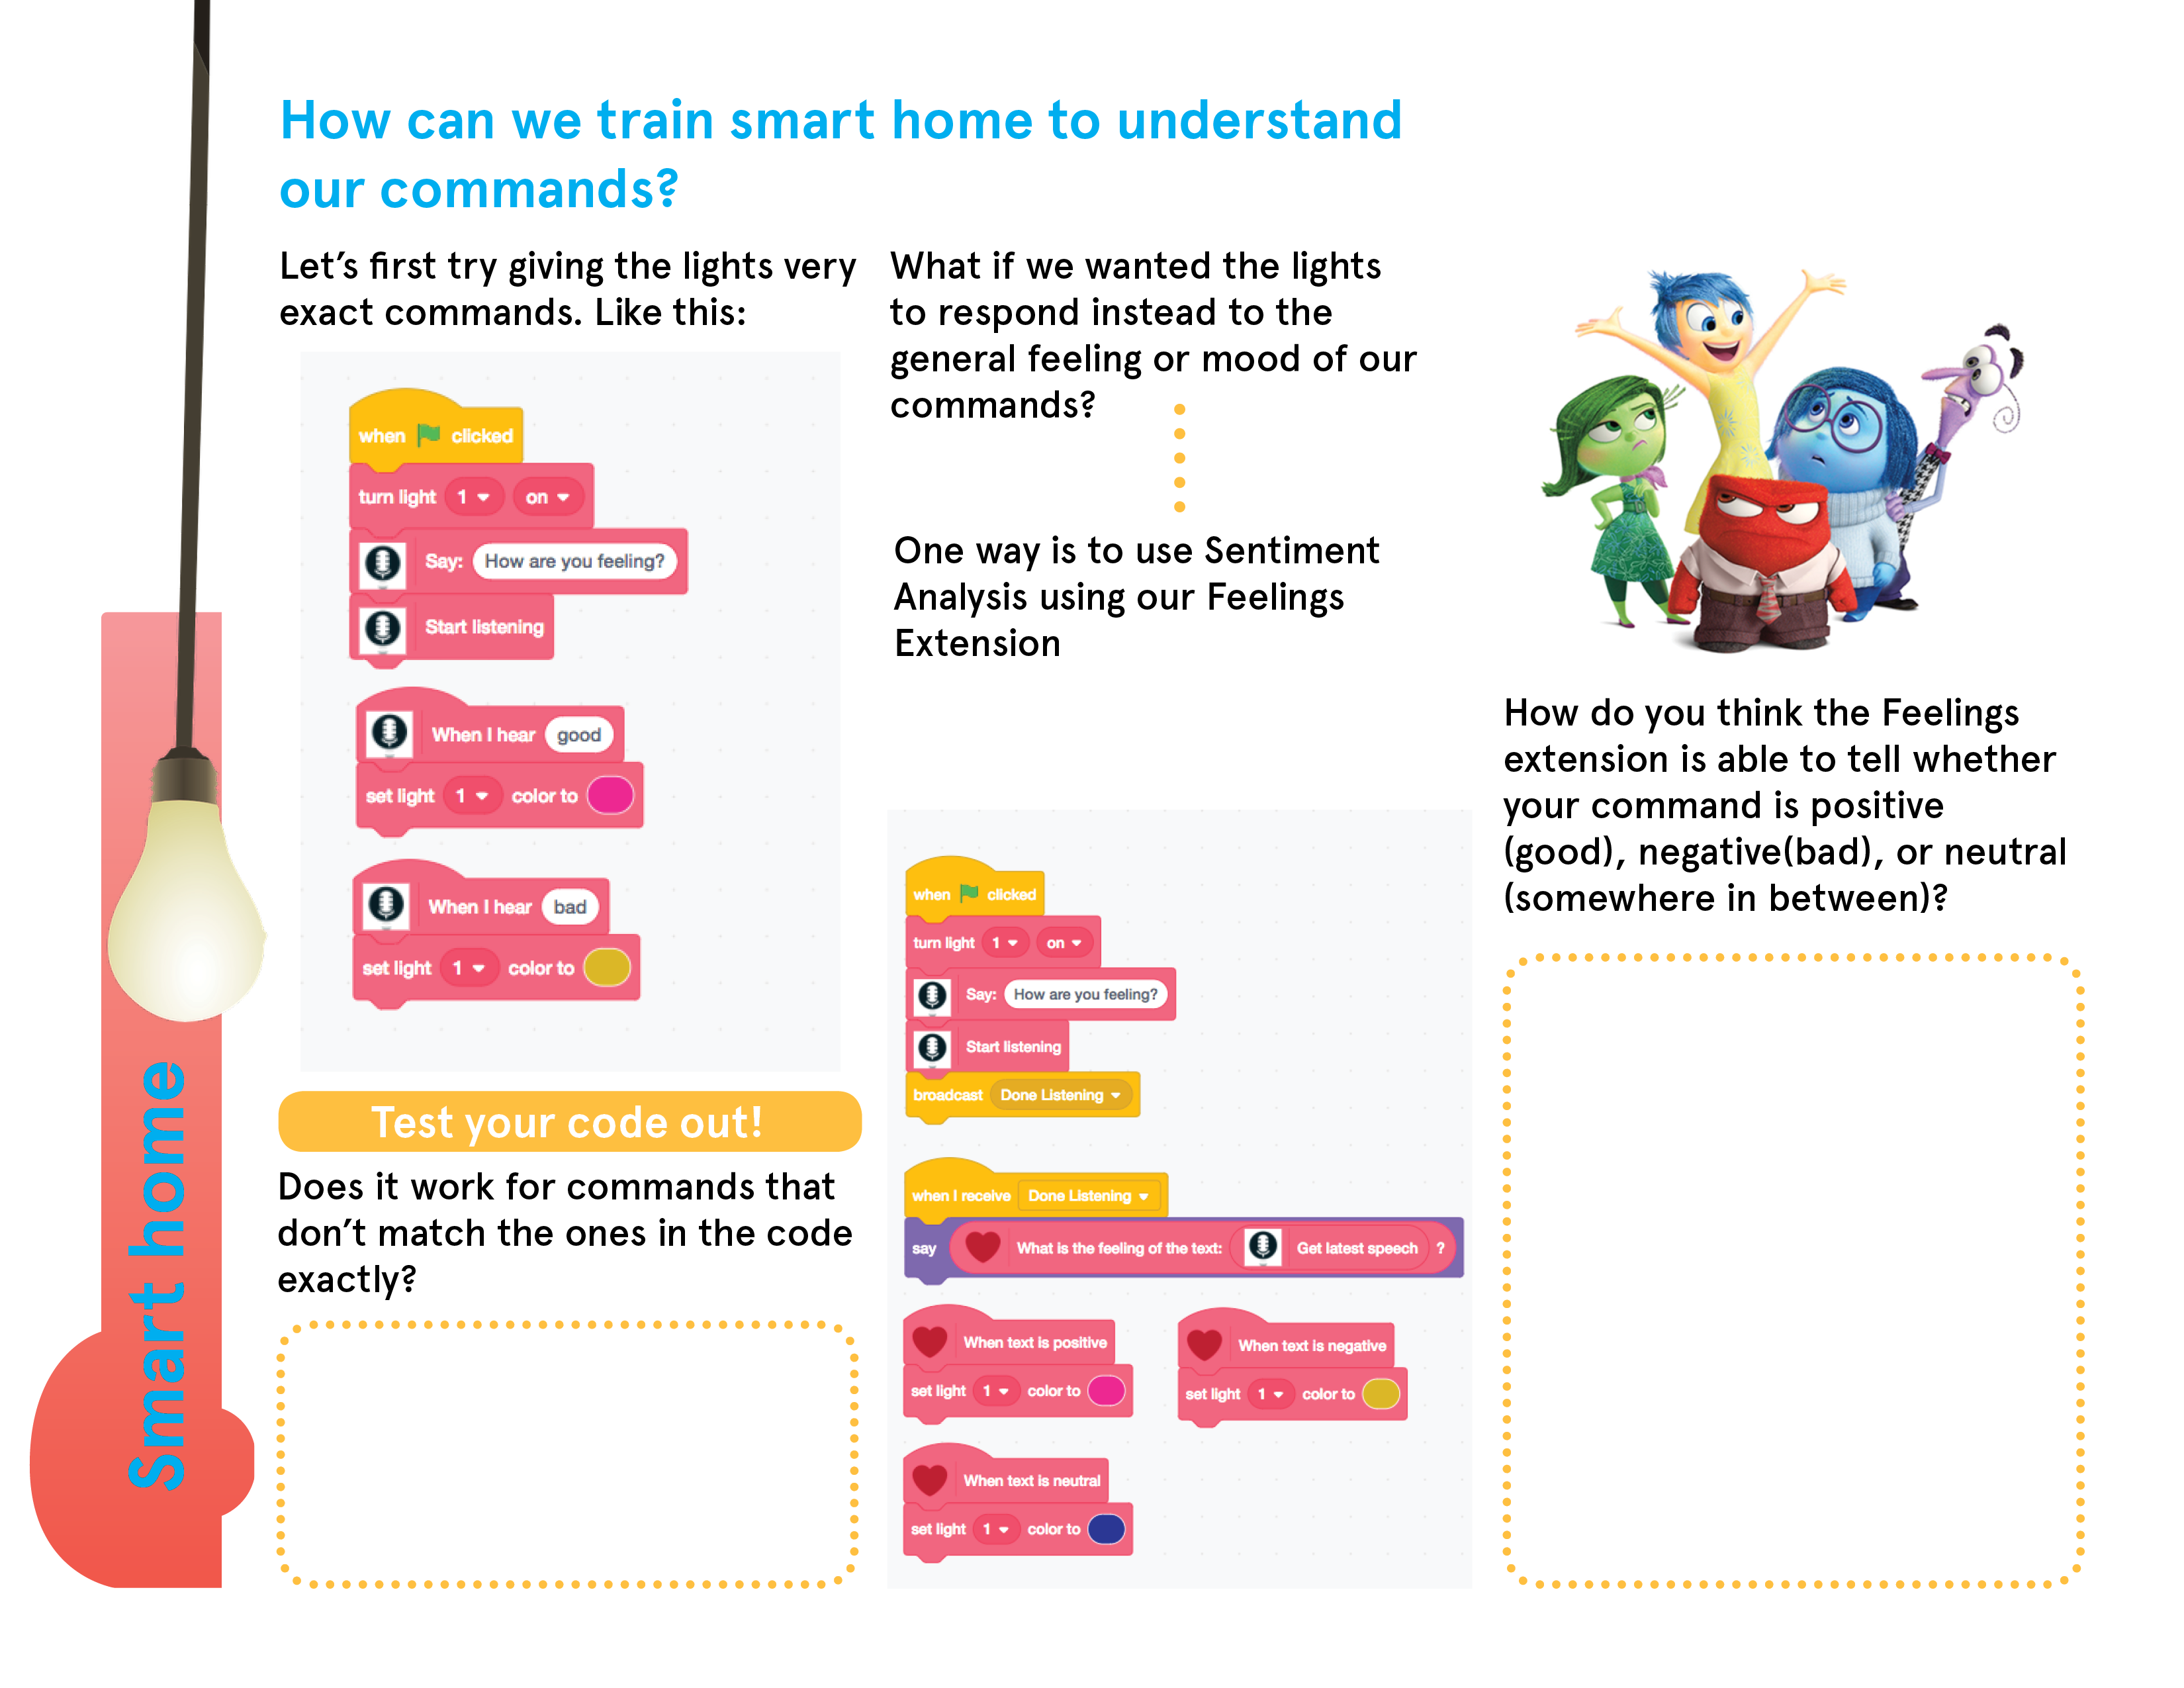 How can we train smart home to understand
our commands?
Let's first try giving the lights very
exact commands. Like this:
when clicked
turn light 1 on
Say: How are you feeling?
Start listening
When I hear good
set light 1 color to
When I hear bad
set light 1 color to
Test your code out!
Does it work for commands that
don't match the ones in the code
exactly?
What if we wanted the lights
to respond instead to the
general feeling or mood of our
commands?
One way is to use Sentiment
Analysis using our Feelings
Extension
when clicked
turn light 1 on
Say: How are you feeling?
Start listening
broadcast Done Listening
when I receive Done Listening
say What is the feeling of the text: Get latest speech ?
When text is positive
set light 1 color to
When text is negative
set light 1 color to
When text is neutral
set light 1 color to
How do you think the Feelings
extension is able to tell whether
your command is positive
(good), negative(bad), or neutral
(somewhere in between)?
Smart home